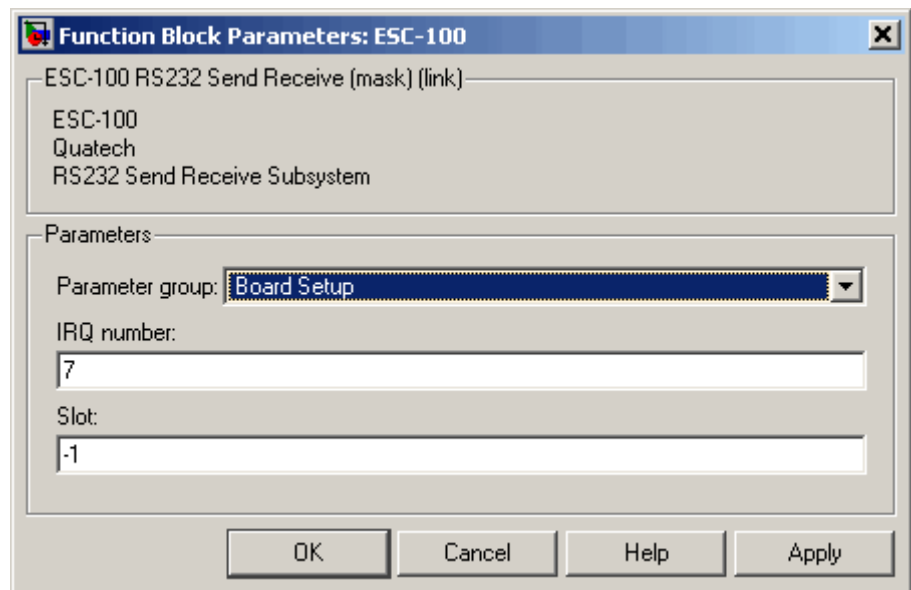 Function Block Parameters: ESC-100
ESC-100 RS232 Send Receive (mask) (link)
ESC-100
Quatech
RS232 Send Receive Subsystem
Parameters
Parameter group: Board Setup
IRQ number:
7
Slot:
-1
OK Cancel Help Apply